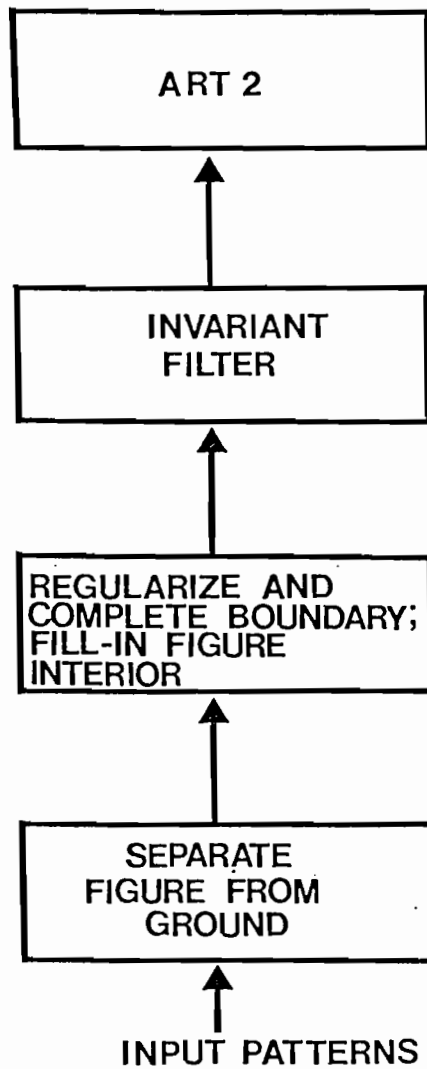 ART 2
INVARIANT
FILTER
REGULARIZE AND
COMPLETE BOUNDARY;
FILL-IN FIGURE
INTERIOR
SEPARATE
FIGURE FROM
GROUND
INPUT PATTERNS